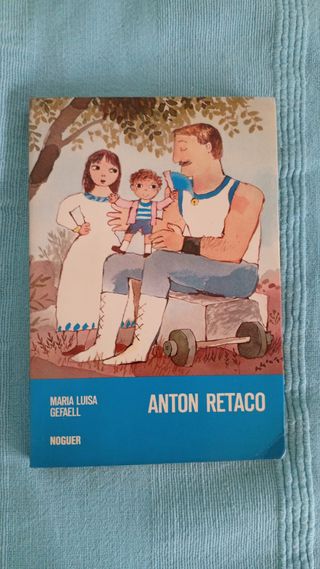 MARIA LUISA
GEFAELL
ANTON RETACO
NOGUER